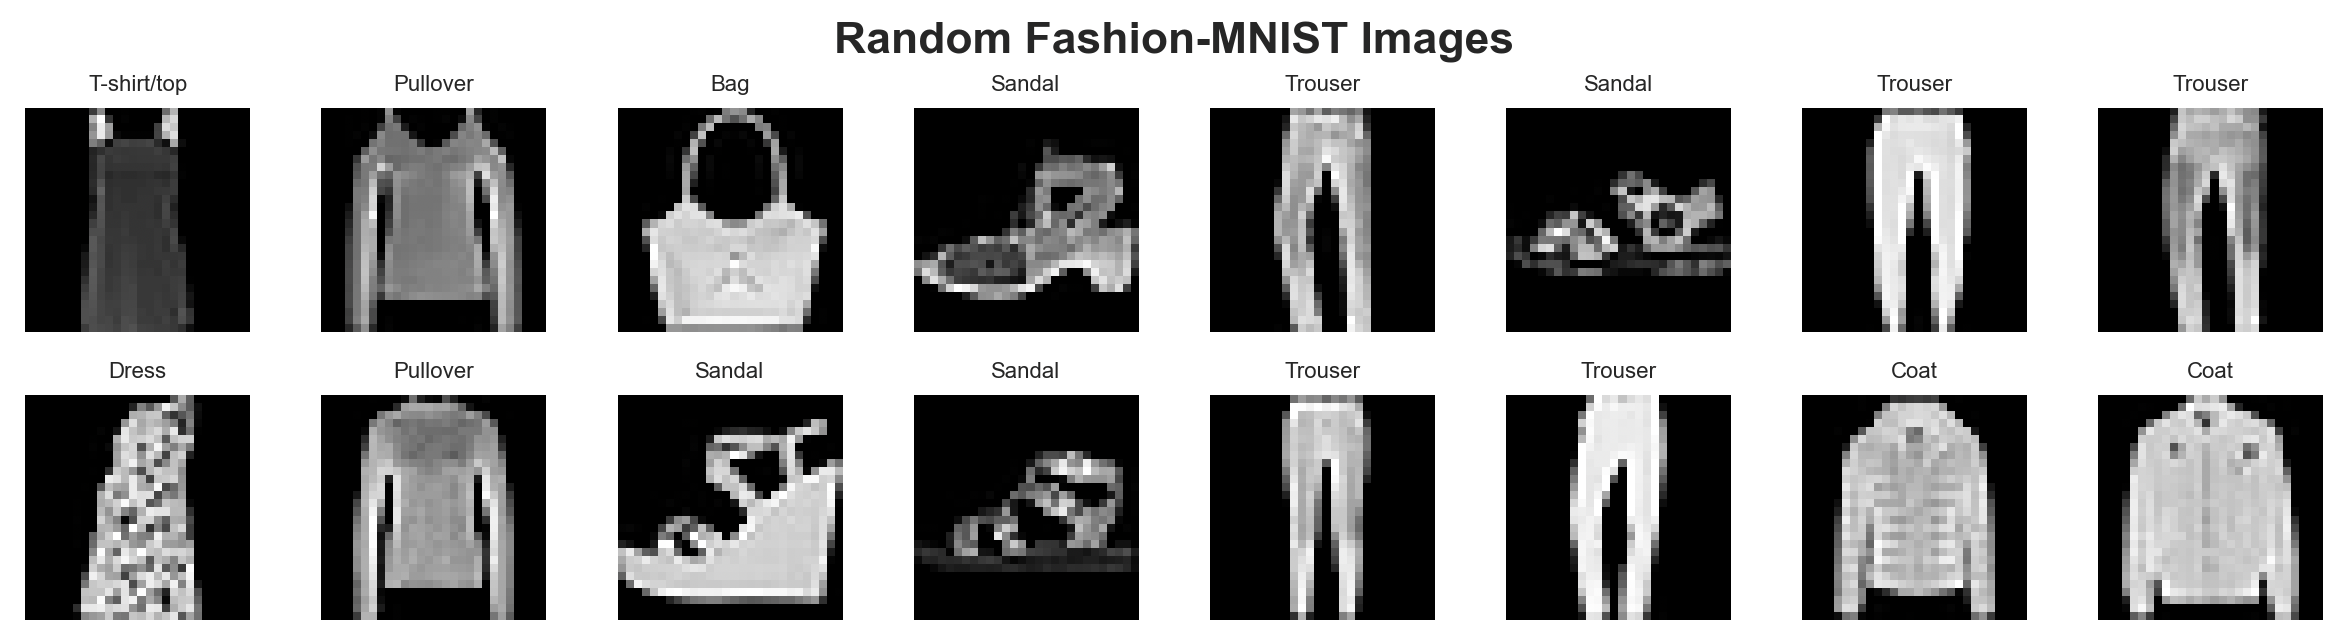 Random Fashion-MNIST Images
T-shirt/top Pullover Bag Sandal Trouser Sandal Trouser Trouser
Dress Pullover Sandal Sandal Trouser Trouser Coat Coat